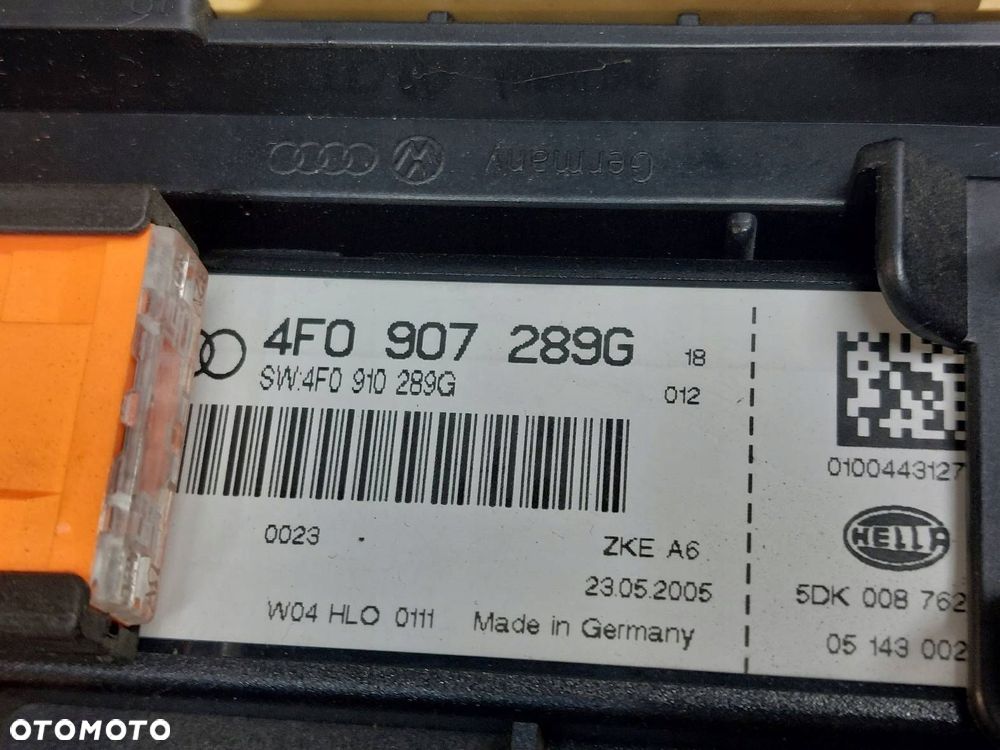 Germany
4F0 907 289G 18
SW:4F0 910 289G 012
0100443127
HELLA
0023
ZKE A6
23.05.2005
5DK 008 762
W04 HLO 0111 Made in Germany
05 143 002
OTOMOTO